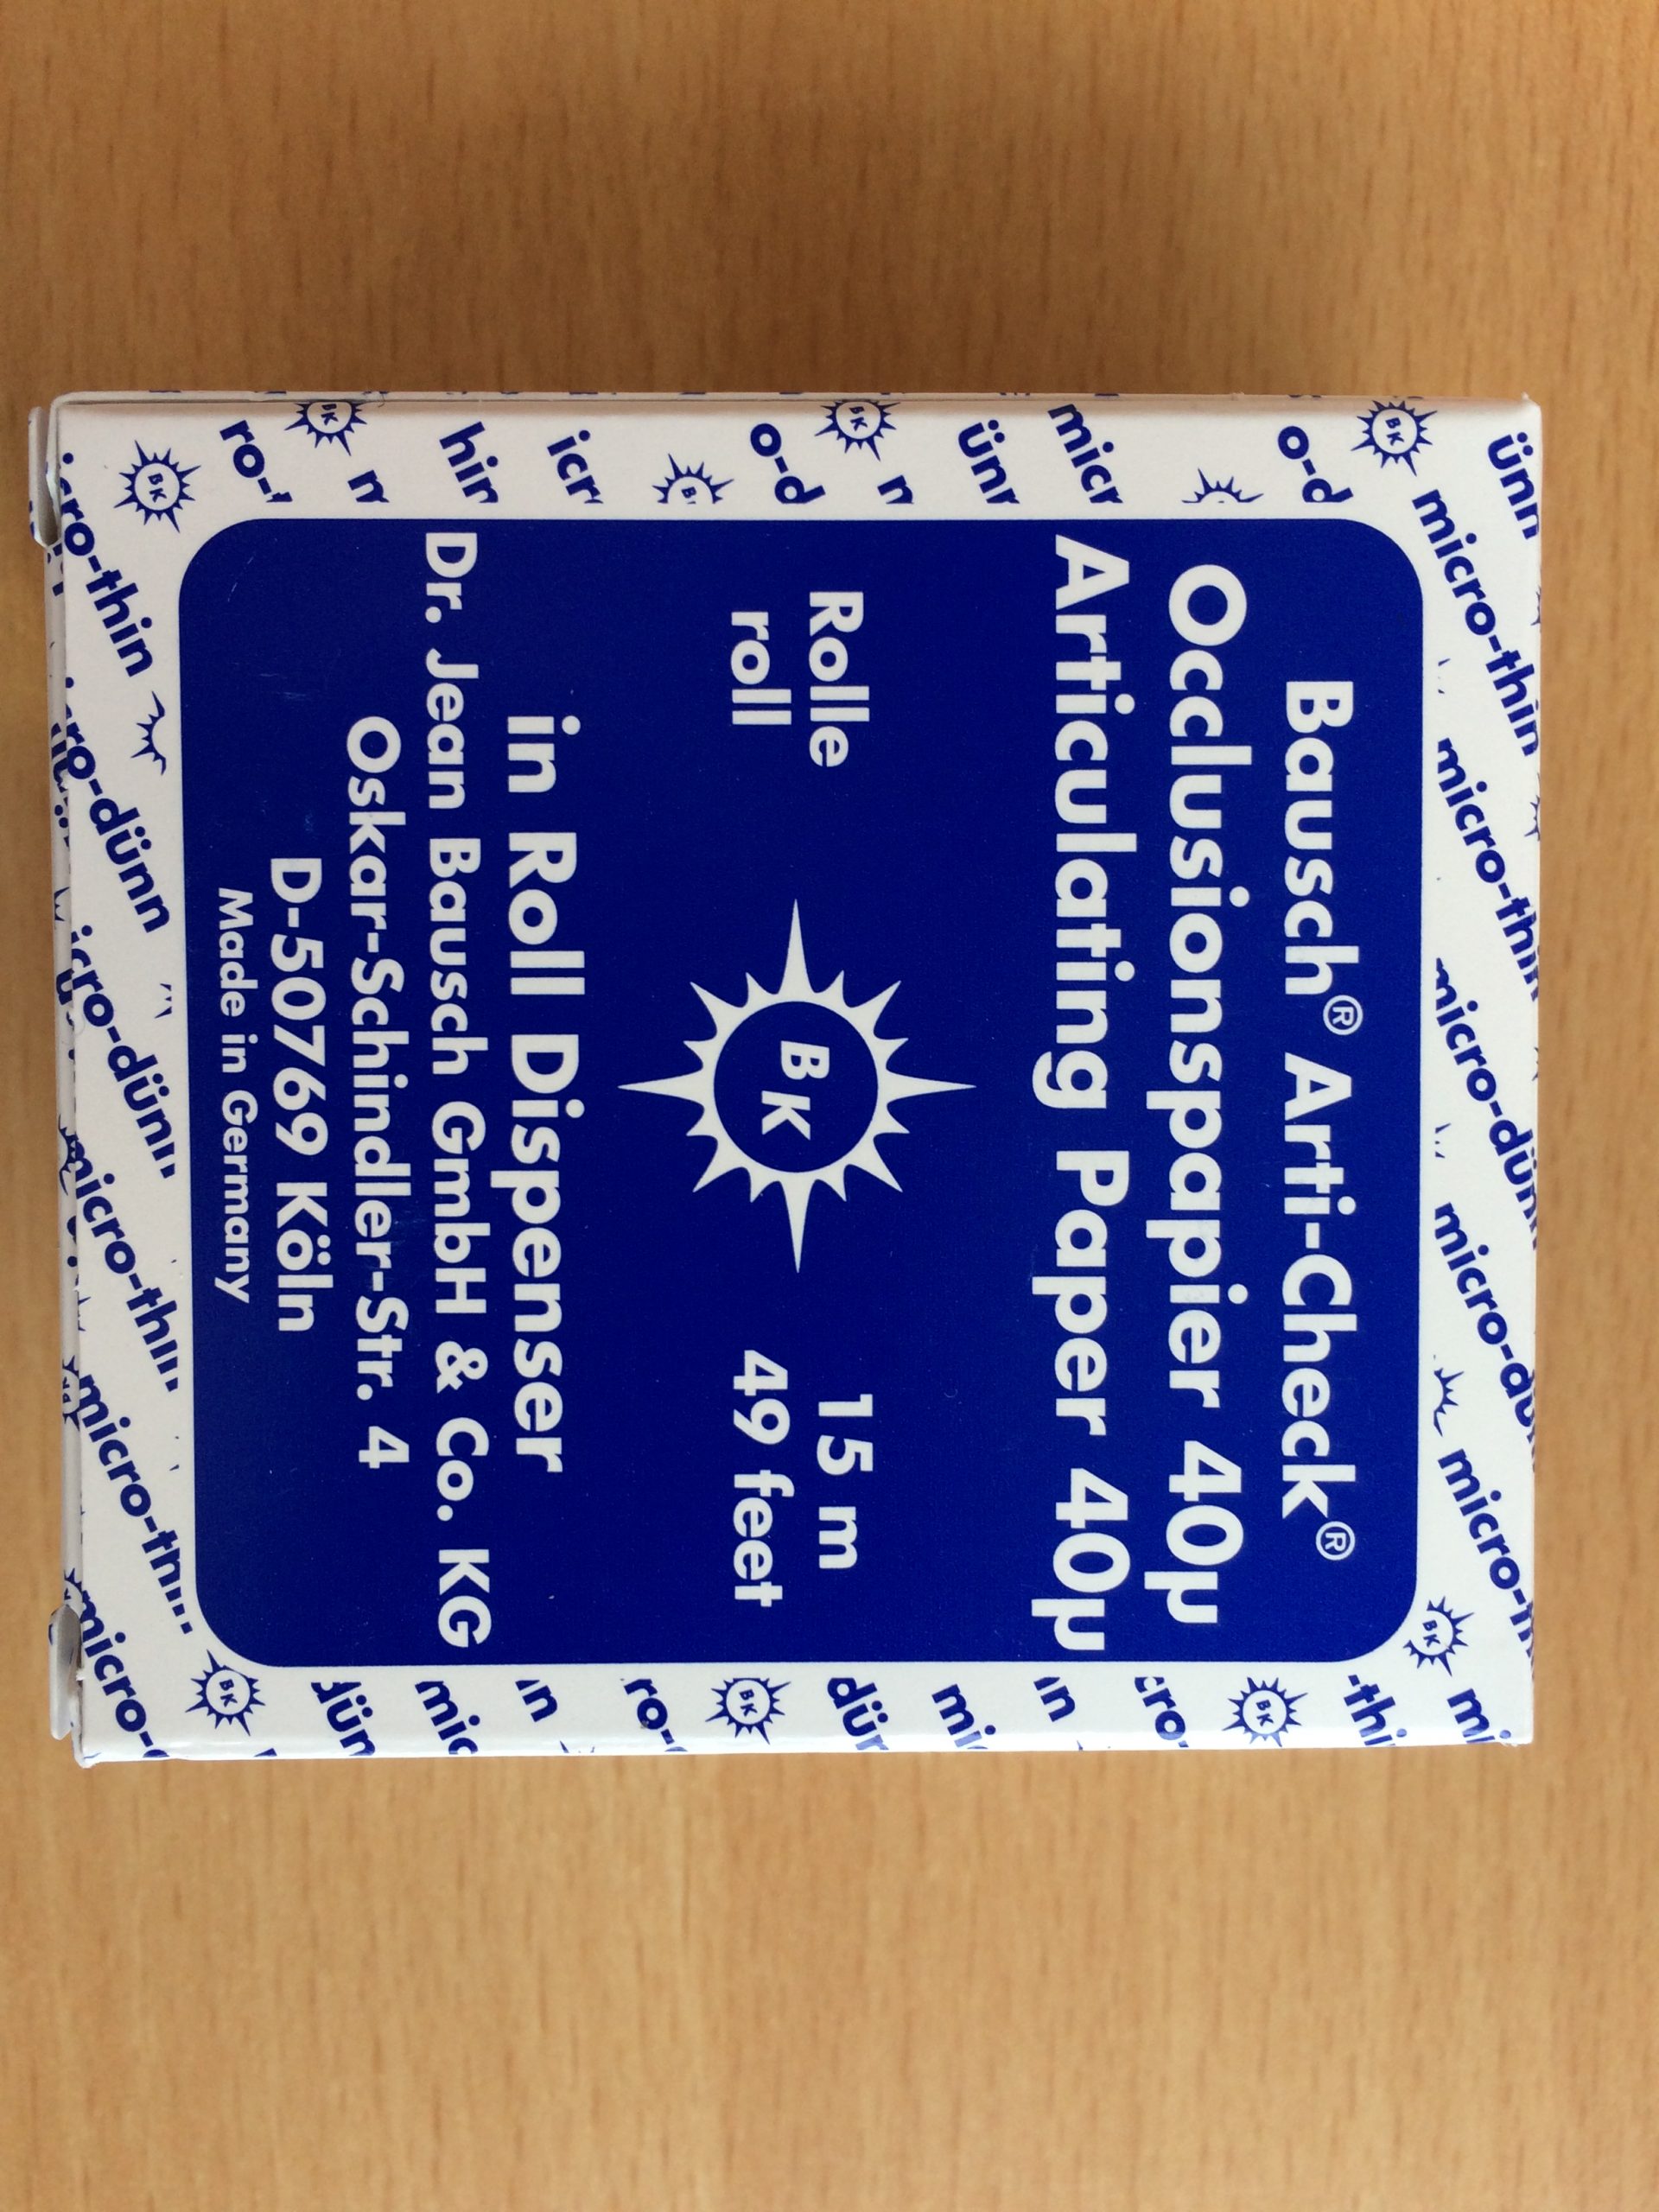 Bausch® Arti-Check®
Occlusionspapier 40µ
Articulating Paper 40µ
Rolle
roll
BK
15 m
49 feet
in Roll Dispenser
Dr. Jean Bausch GmbH & Co. KG
Oskar-Schindler-Str. 4
D-50769 Köln
Made in Germany
micro-thin
micro-dünn